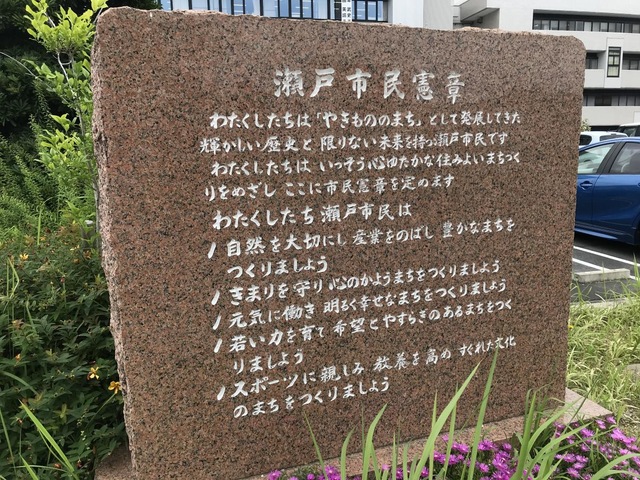 瀬戸市民憲章
わたくしたちは「やきもののまち」として発展してきた
輝かしい歴史と 限りない未来を持つ瀬戸市民です
わたくしたちは いっそう心ゆたかな住みよいまちづく
りをめざし ここに市民憲章を定めます
わたくしたち瀬戸市民は
ノ 自然を大切にし 産業をのばし 豊かなまちを
つくりましょう
ノ きまりを守り 心のかようまちをつくりましょう
ノ 元気に働き 明るく幸せなまちをつくりましょう
ノ 若い力を育て 希望とやすらぎのあるまちをつく
りましょう
ノ スポーツに親しみ 教養を高め すぐれた文化
のまちをつくりましょう